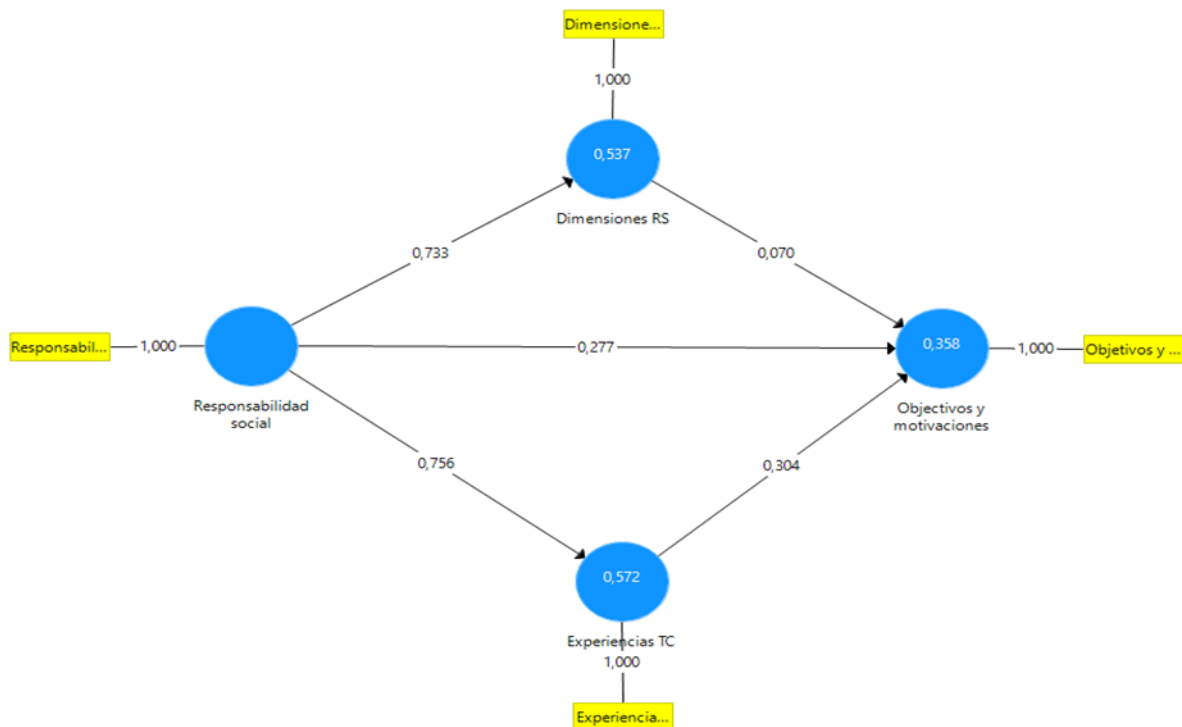 Dimensione...
1,000
0,537
Dimensiones RS
0,733
0,070
Responsabil...
1,000
0,277
0,358
1,000
Objetivos y ...
Responsabilidad
social
Objectivos y
motivaciones
0,756
0,304
0,572
Experiencias TC
1,000
Experiencia...